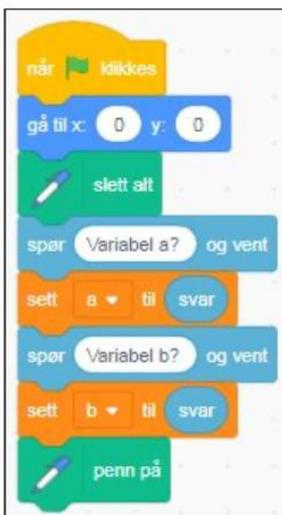 når klikkes
gå til x: 0 y: 0
slett alt
spør Variabel a? og vent
sett a til svar
spør Variabel b? og vent
sett b til svar
penn på